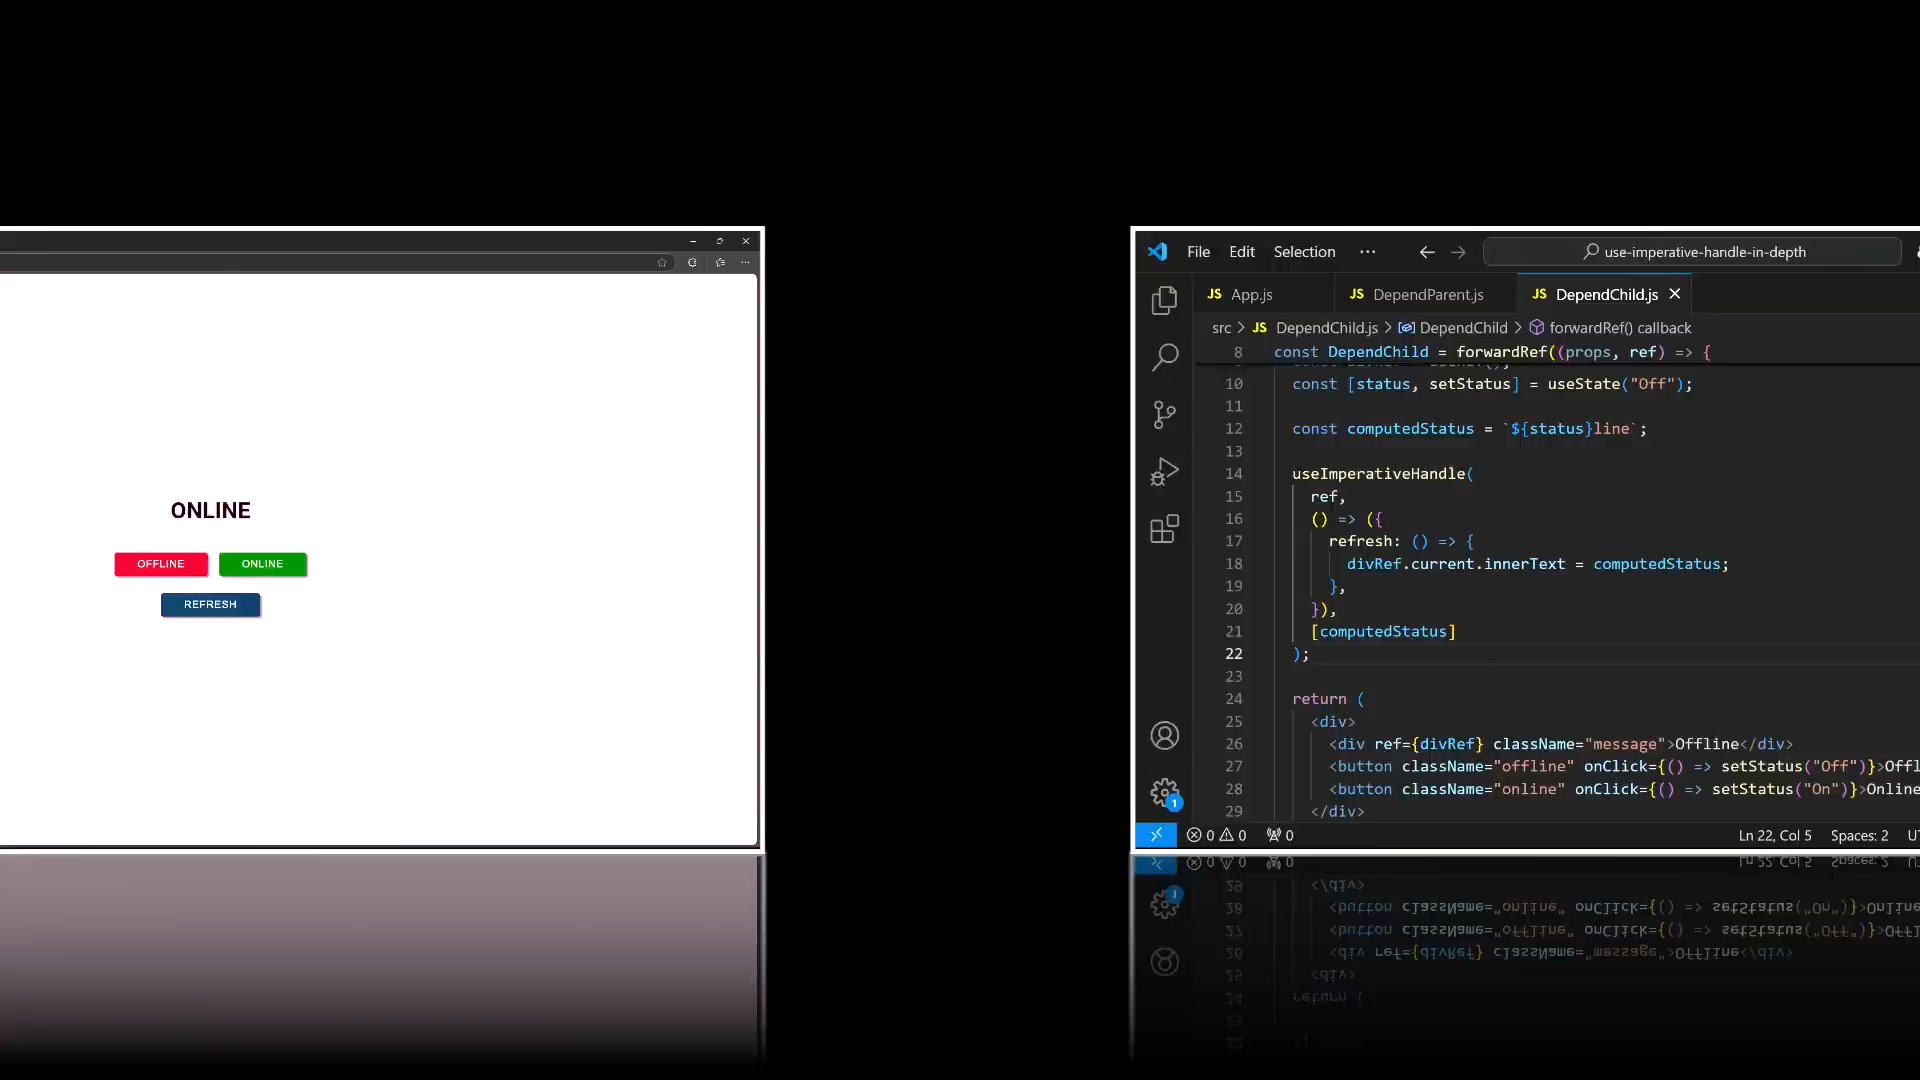 ONLINE
OFFLINE ONLINE
REFRESH
File Edit Selection ··· use-imperative-handle-in-depth
JS App.js JS DependParent.js JS DependChild.js
src > JS DependChild.js > DependChild > forwardRef() callback
8 const DependChild = forwardRef((props, ref) => {
10 const [status, setStatus] = useState("Off");
11
12 const computedStatus = `${status}line`;
13
14 useImperativeHandle(
15 ref,
16 () => ({
17 refresh: () => {
18 divRef.current.innerText = computedStatus;
19 },
20 }),
21 [computedStatus]
22 );
23
24 return (
25 <div>
26 <div ref={divRef} className="message">Offline</div>
27 <button className="offline" onClick={() => setStatus("Off")}>Offl
28 <button className="online" onClick={() => setStatus("On")}>Online
29 </div>
1
0 0 0 Ln 22, Col 5 Spaces: 2 UT